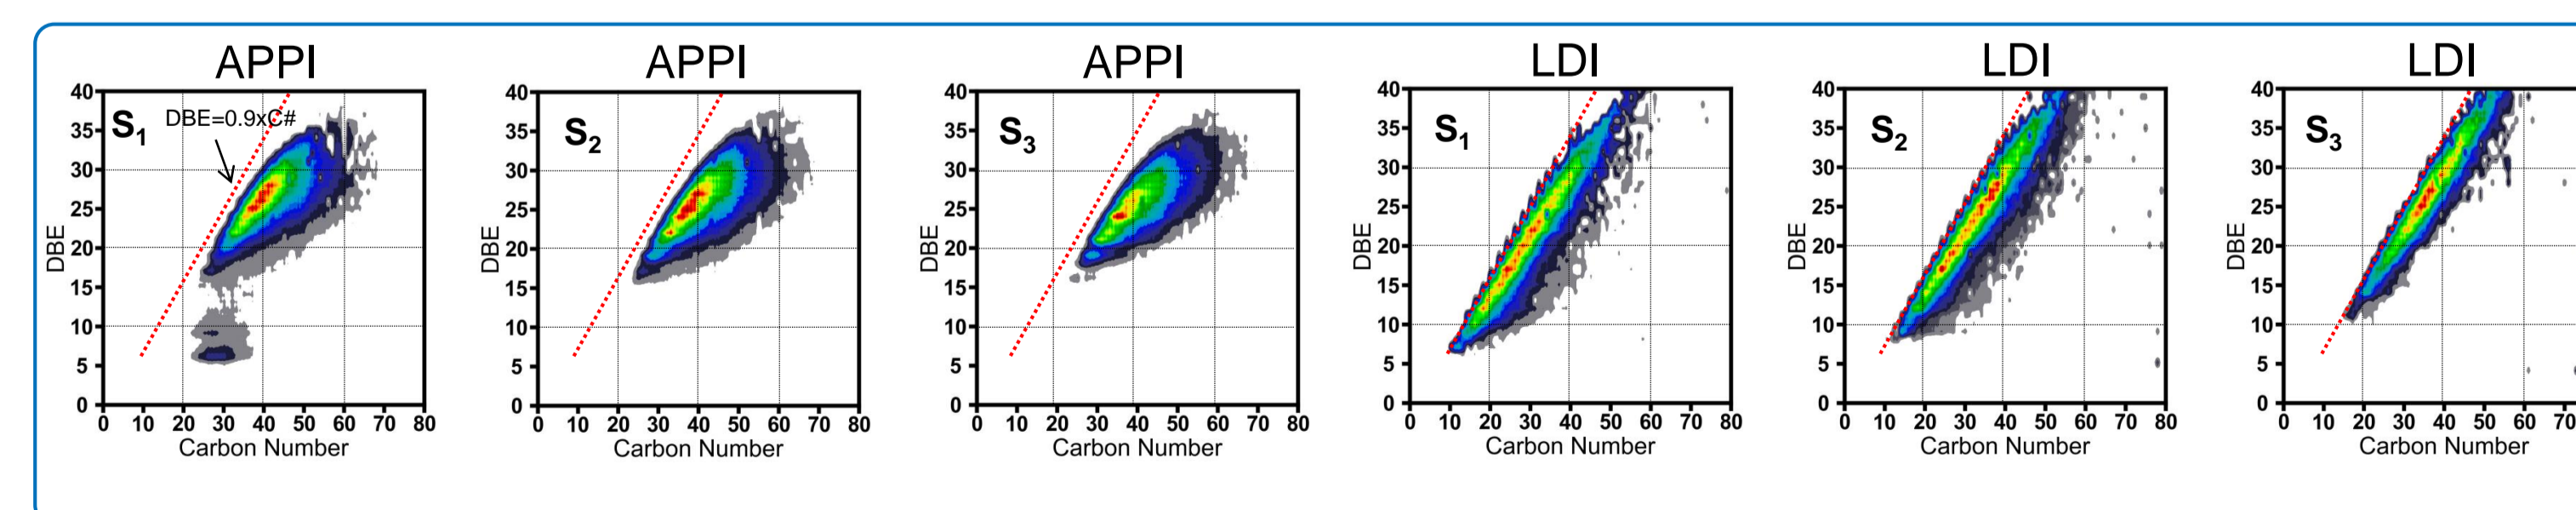 APPI APPI APPI LDI LDI LDI
S1 DBE=0.9xC# S2 S3 S1 S2 S3
40 40 40 40 40 40
35 35 35 35 35 35
30 30 30 30 30 30
25 25 25 25 25 25
20 20 20 20 20 20
15 15 15 15 15 15
10 10 10 10 10 10
5 5 5 5 5 5
0 0 0 0 0 0
DBE DBE DBE DBE DBE DBE
0 10 20 30 40 50 60 70 80 0 10 20 30 40 50 60 70 80 0 10 20 30 40 50 60 70 80 0 10 20 30 40 50 60 70 80 0 10 20 30 40 50 60 70 80 0 10 20 30 40 50 60 70
Carbon Number Carbon Number Carbon Number Carbon Number Carbon Number Carbon Number